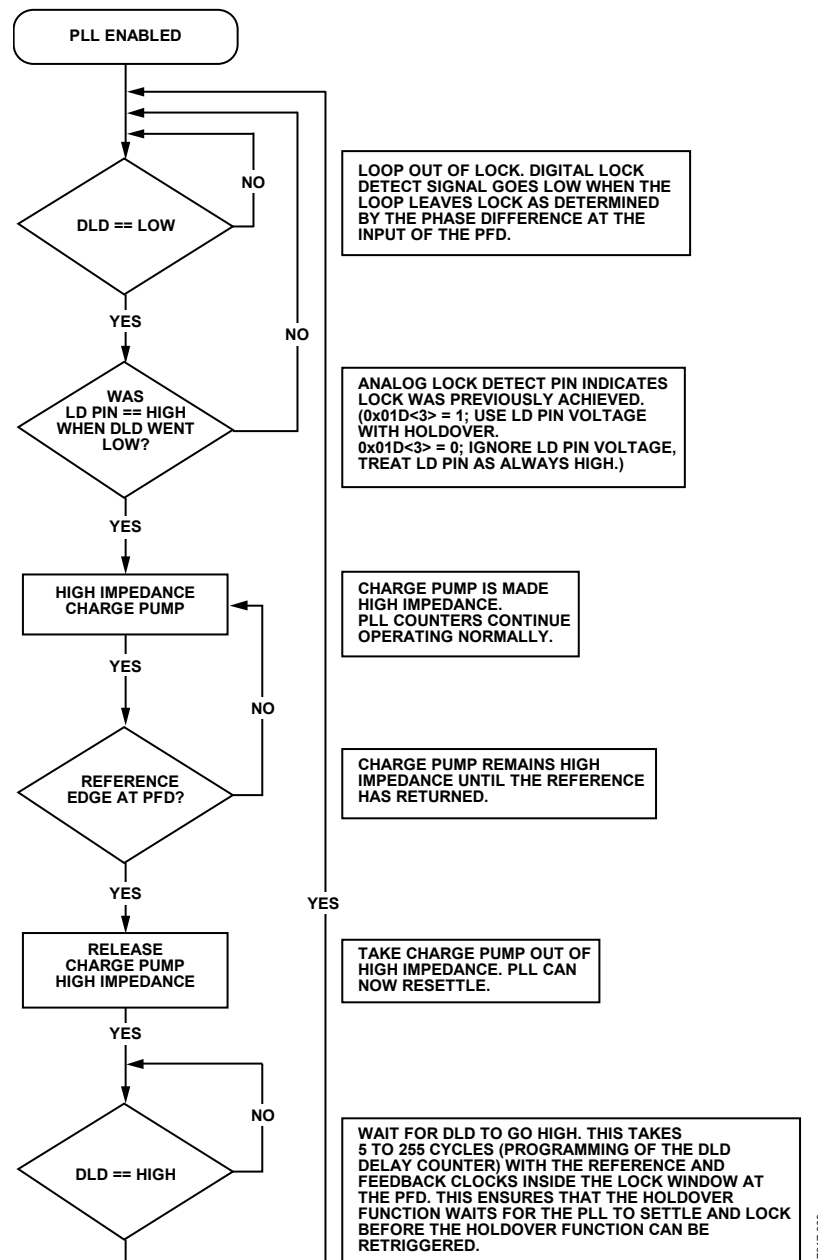 PLL ENABLED
NO
DLD == LOW
LOOP OUT OF LOCK. DIGITAL LOCK
DETECT SIGNAL GOES LOW WHEN THE
LOOP LEAVES LOCK AS DETERMINED
BY THE PHASE DIFFERENCE AT THE
INPUT OF THE PFD.
YES
NO
WAS
LD PIN == HIGH
WHEN DLD WENT
LOW?
ANALOG LOCK DETECT PIN INDICATES
LOCK WAS PREVIOUSLY ACHIEVED.
(0x01D<3> = 1; USE LD PIN VOLTAGE
WITH HOLDOVER.
0x01D<3> = 0; IGNORE LD PIN VOLTAGE,
TREAT LD PIN AS ALWAYS HIGH.)
YES
HIGH IMPEDANCE
CHARGE PUMP
CHARGE PUMP IS MADE
HIGH IMPEDANCE.
PLL COUNTERS CONTINUE
OPERATING NORMALLY.
YES
NO
REFERENCE
EDGE AT PFD?
CHARGE PUMP REMAINS HIGH
IMPEDANCE UNTIL THE REFERENCE
HAS RETURNED.
YES
YES
RELEASE
CHARGE PUMP
HIGH IMPEDANCE
TAKE CHARGE PUMP OUT OF
HIGH IMPEDANCE. PLL CAN
NOW RESETTLE.
YES
NO
DLD == HIGH
WAIT FOR DLD TO GO HIGH. THIS TAKES
5 TO 255 CYCLES (PROGRAMMING OF THE DLD
DELAY COUNTER) WITH THE REFERENCE AND
FEEDBACK CLOCKS INSIDE THE LOCK WINDOW AT
THE PFD. THIS ENSURES THAT THE HOLDOVER
FUNCTION WAITS FOR THE PLL TO SETTLE AND LOCK
BEFORE THE HOLDOVER FUNCTION CAN BE
RETRIGGERED.